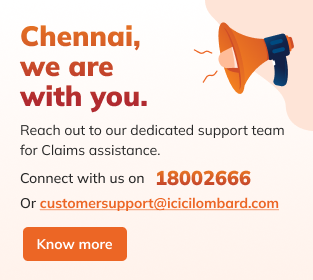 Chennai,
we are
with you.
Reach out to our dedicated support team
for Claims assistance.
Connect with us on 18002666
Or customersupport@icicilombard.com
Know more